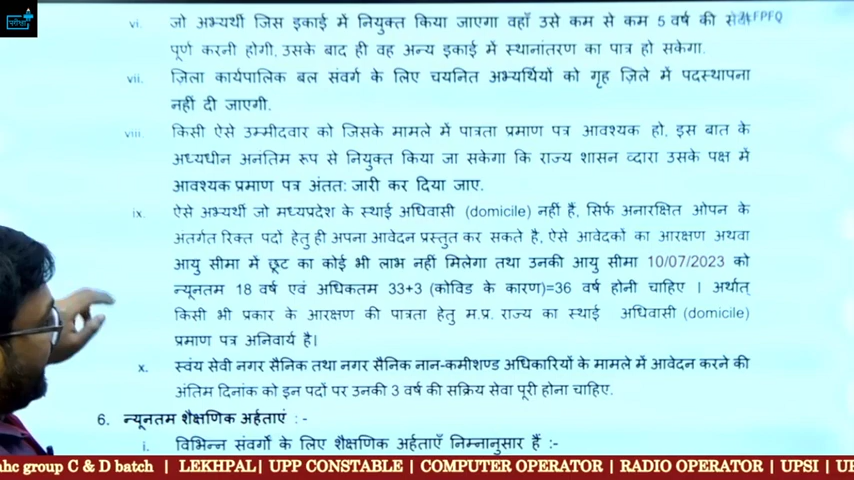 परीक्षा
vi. जो अभ्यर्थी जिस इकाई में नियुक्त किया जाएगा वहाँ उसे कम से कम 5 वर्ष की
पूर्ण करनी होगी, उसके बाद ही वह अन्य इकाई में स्थानांतरण का पात्र हो सकेगा.
vii. ज़िला कार्यपालिक बल संवर्ग के लिए चयनित अभ्यर्थियों को गृह ज़िले में पदस्थापना
नहीं दी जाएगी.
viii. किसी ऐसे उम्मीदवार को जिसके मामले में पात्रता प्रमाण पत्र आवश्यक हो, इस बात के
अध्यधीन अनंतिम रूप से नियुक्त किया जा सकेगा कि राज्य शासन व्दारा उसके पक्ष में
आवश्यक प्रमाण पत्र अंतत: जारी कर दिया जाए.
ix. ऐसे अभ्यर्थी जो मध्यप्रदेश के स्थाई अधिवासी (domicile) नहीं हैं, सिर्फ अनारक्षित ओपन के
अंतर्गत रिक्त पदों हेतु ही अपना आवेदन प्रस्तुत कर सकते है, ऐसे आवेदकों का आरक्षण अथवा
आयु सीमा में छूट का कोई भी लाभ नहीं मिलेगा तथा उनकी आयु सीमा 10/07/2023 को
न्यूनतम 18 वर्ष एवं अधिकतम 33+3 (कोविड के कारण)=36 वर्ष होनी चाहिए । अर्थात्
किसी भी प्रकार के आरक्षण की पात्रता हेतु म.प्र. राज्य का स्थाई अधिवासी (domicile)
प्रमाण पत्र अनिवार्य है।
x. स्वंय सेवी नगर सैनिक तथा नगर सैनिक नान-कमीशण्ड अधिकारियों के मामले में आवेदन करने की
अंतिम दिनांक को इन पदों पर उनकी 3 वर्ष की सक्रिय सेवा पूरी होना चाहिए.
6. न्यूनतम शैक्षणिक अर्हताएं : -
i. विभिन्न संवर्गो के लिए शैक्षणिक अर्हताएँ निम्नानुसार हैं :-
ahc group C & D batch | LEKHPAL| UPP CONSTABLE | COMPUTER OPERATOR | RADIO OPERATOR | UPSI | UP